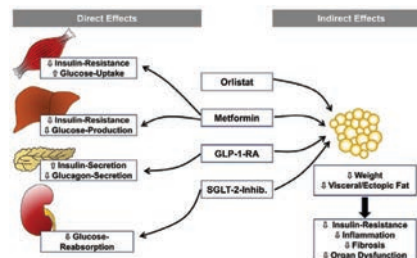 Direct Effects
Indirect Effects
⇩ Insulin-Resistance
⇧ Glucose-Uptake
⇩ Insulin-Resistance
⇩ Glucose-Production
⇧ Insulin-Secretion
⇩ Glucagon-Secretion
⇩ Glucose-
Reabsorption
Orlistat
Metformin
GLP-1-RA
SGLT-2-Inhib.
⇩ Weight
⇩ Visceral/Ectopic Fat
⇩ Insulin-Resistance
⇩ Inflammation
⇩ Fibrosis
⇩ Organ Dysfunction